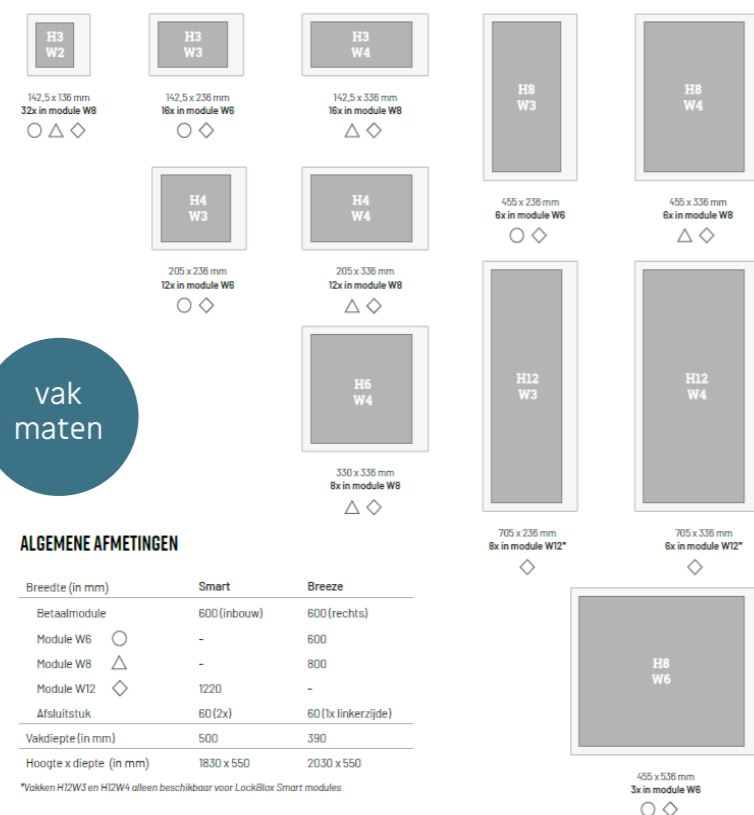 H3
W2
142,5 x 136 mm
32x in module W8
H3
W3
142,5 x 236 mm
16x in module W6
H3
W4
142,5 x 336 mm
16x in module W8
H8
W3
455 x 236 mm
6x in module W6
H8
W4
455 x 336 mm
6x in module W8
H4
W3
205 x 236 mm
12x in module W6
H4
W4
205 x 336 mm
12x in module W8
H6
W4
330 x 336 mm
8x in module W8
H12
W3
705 x 236 mm
8x in module W12*
H12
W4
705 x 336 mm
6x in module W12*
H8
W6
455 x 536 mm
3x in module W6
vak
maten
ALGEMENE AFMETINGEN
Breedte (in mm) Smart Breeze
Betaalmodule 600 (inbouw) 600 (rechts)
Module W6 - 600
Module W8 - 800
Module W12 1220 -
Afsluitstuk 60 (2x) 60 (1x linkerzijde)
Vakdiepte (in mm) 500 390
Hoogte x diepte (in mm) 1830 x 550 2030 x 550
*Vakken H12W3 en H12W4 alleen beschikbaar voor LockBlox Smart modules